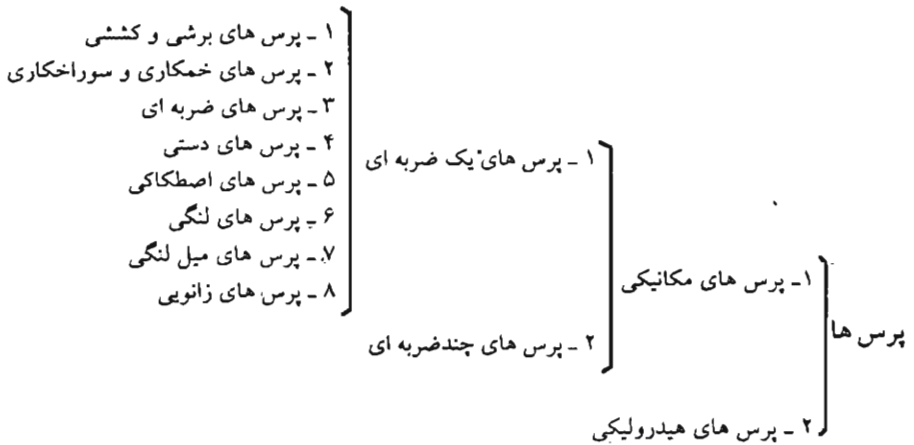 پرس ها
۱- پرس های مکانیکی
۱ - پرس های یک ضربه ای
۱ - پرس های برشی و کششی
۲ - پرس های خمکاری و سوراخکاری
۳ - پرس های ضربه ای
۴ - پرس های دستی
۵ - پرس های اصطکاکی
۶ - پرس های لنگی
۷ - پرس های میل لنگی
۸ - پرس های زانویی
۲ - پرس های چندضربه ای
۲ - پرس های هیدرولیکی